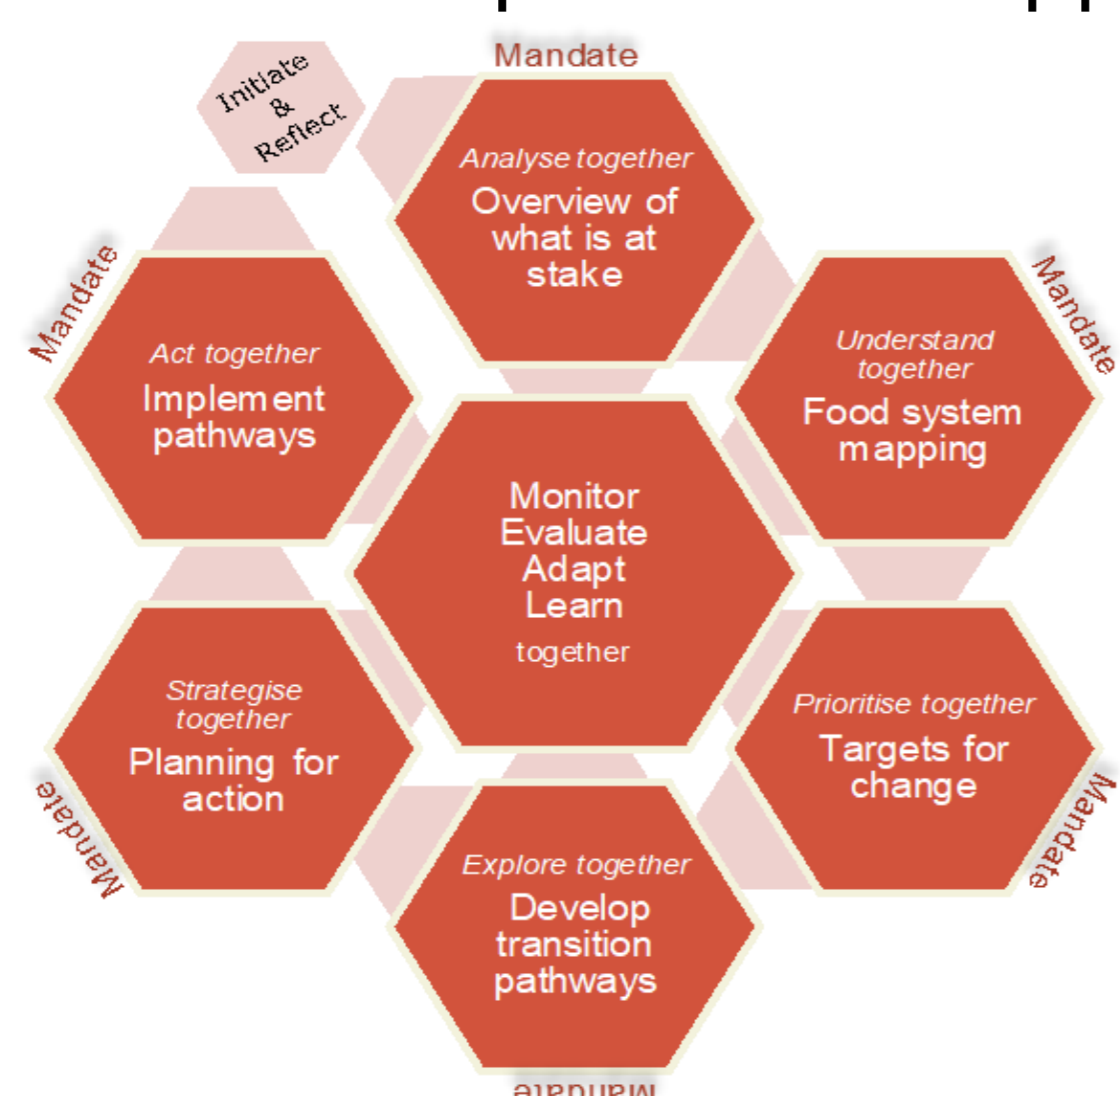 Initiate
&
Reflect
Mandate
Analyse together
Overview of
what is at
stake
Mandate
Understand
together
Food system
mapping
Mandate
Prioritise together
Targets for
change
Mandate
Explore together
Develop
transition
pathways
Mandate
Strategise
together
Planning for
action
Mandate
Act together
Implement
pathways
Monitor
Evaluate
Adapt
Learn
together